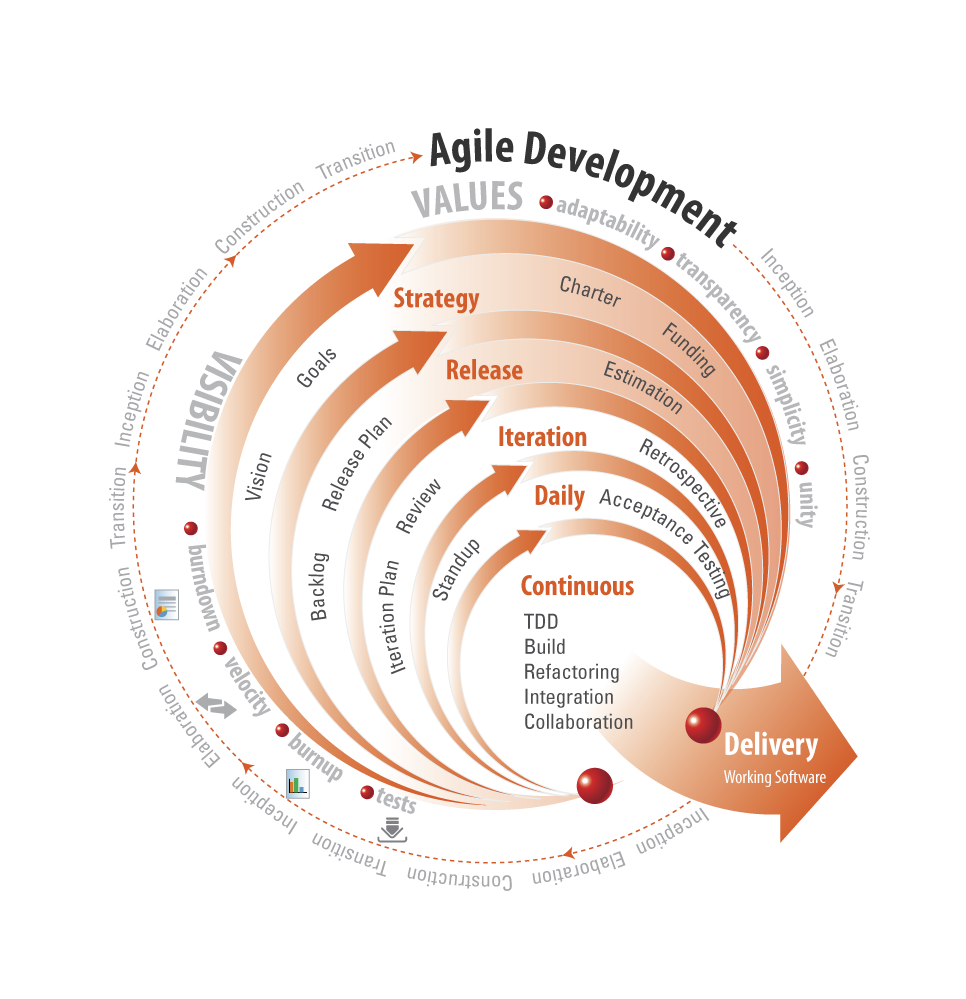 Agile Development
VALUES
adaptability
transparency
simplicity
unity
VISIBILITY
burndown
velocity
burnup
tests
Strategy
Charter
Funding
Goals
Vision
Release
Estimation
Release Plan
Backlog
Iteration
Retrospective
Review
Iteration Plan
Daily
Acceptance Testing
Standup
Continuous
TDD
Build
Refactoring
Integration
Collaboration
Delivery
Working Software
Inception
Elaboration
Construction
Transition
Inception
Elaboration
Construction
Transition
Inception
Elaboration
Construction
Transition
Inception
Elaboration
Construction
Transition